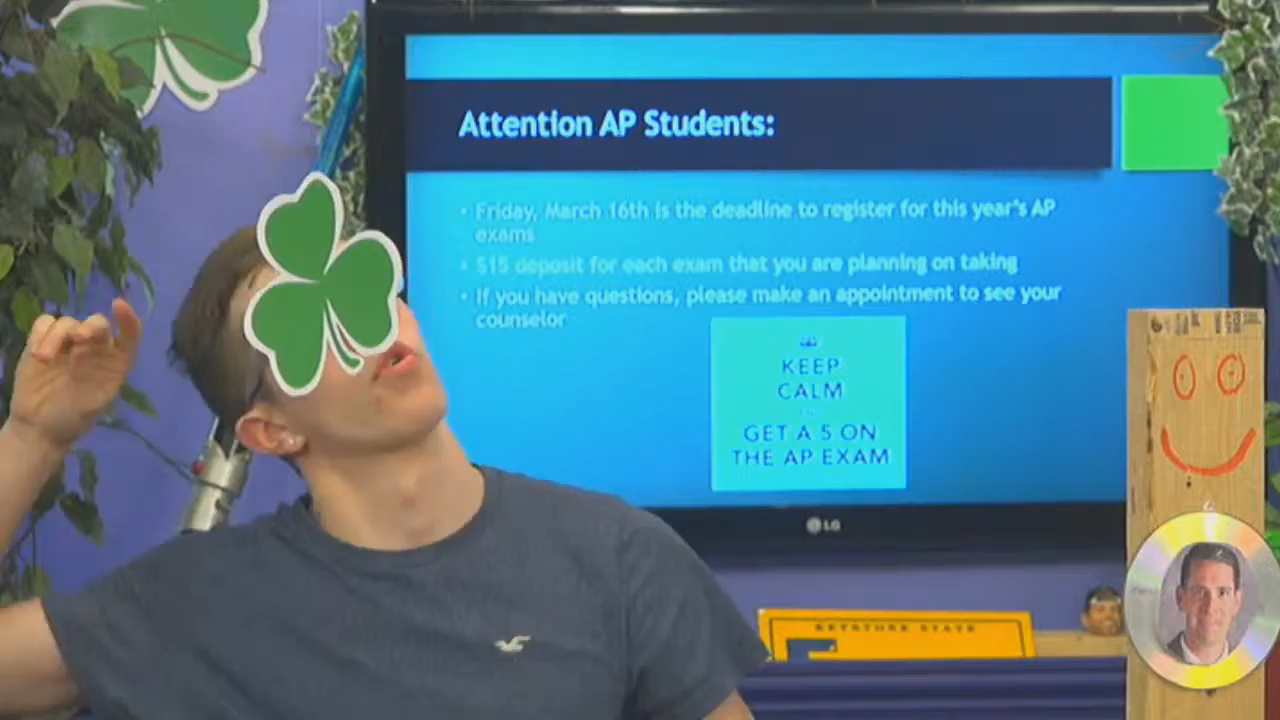 Attention AP Students:
• Friday, March 16th is the deadline to register for this year's AP
exams
• $15 deposit for each exam that you are planning on taking
• If you have questions, please make an appointment to see your
counselor
KEEP
CALM
GET A 5 ON
THE AP EXAM
LG
KEYSTONE STATE